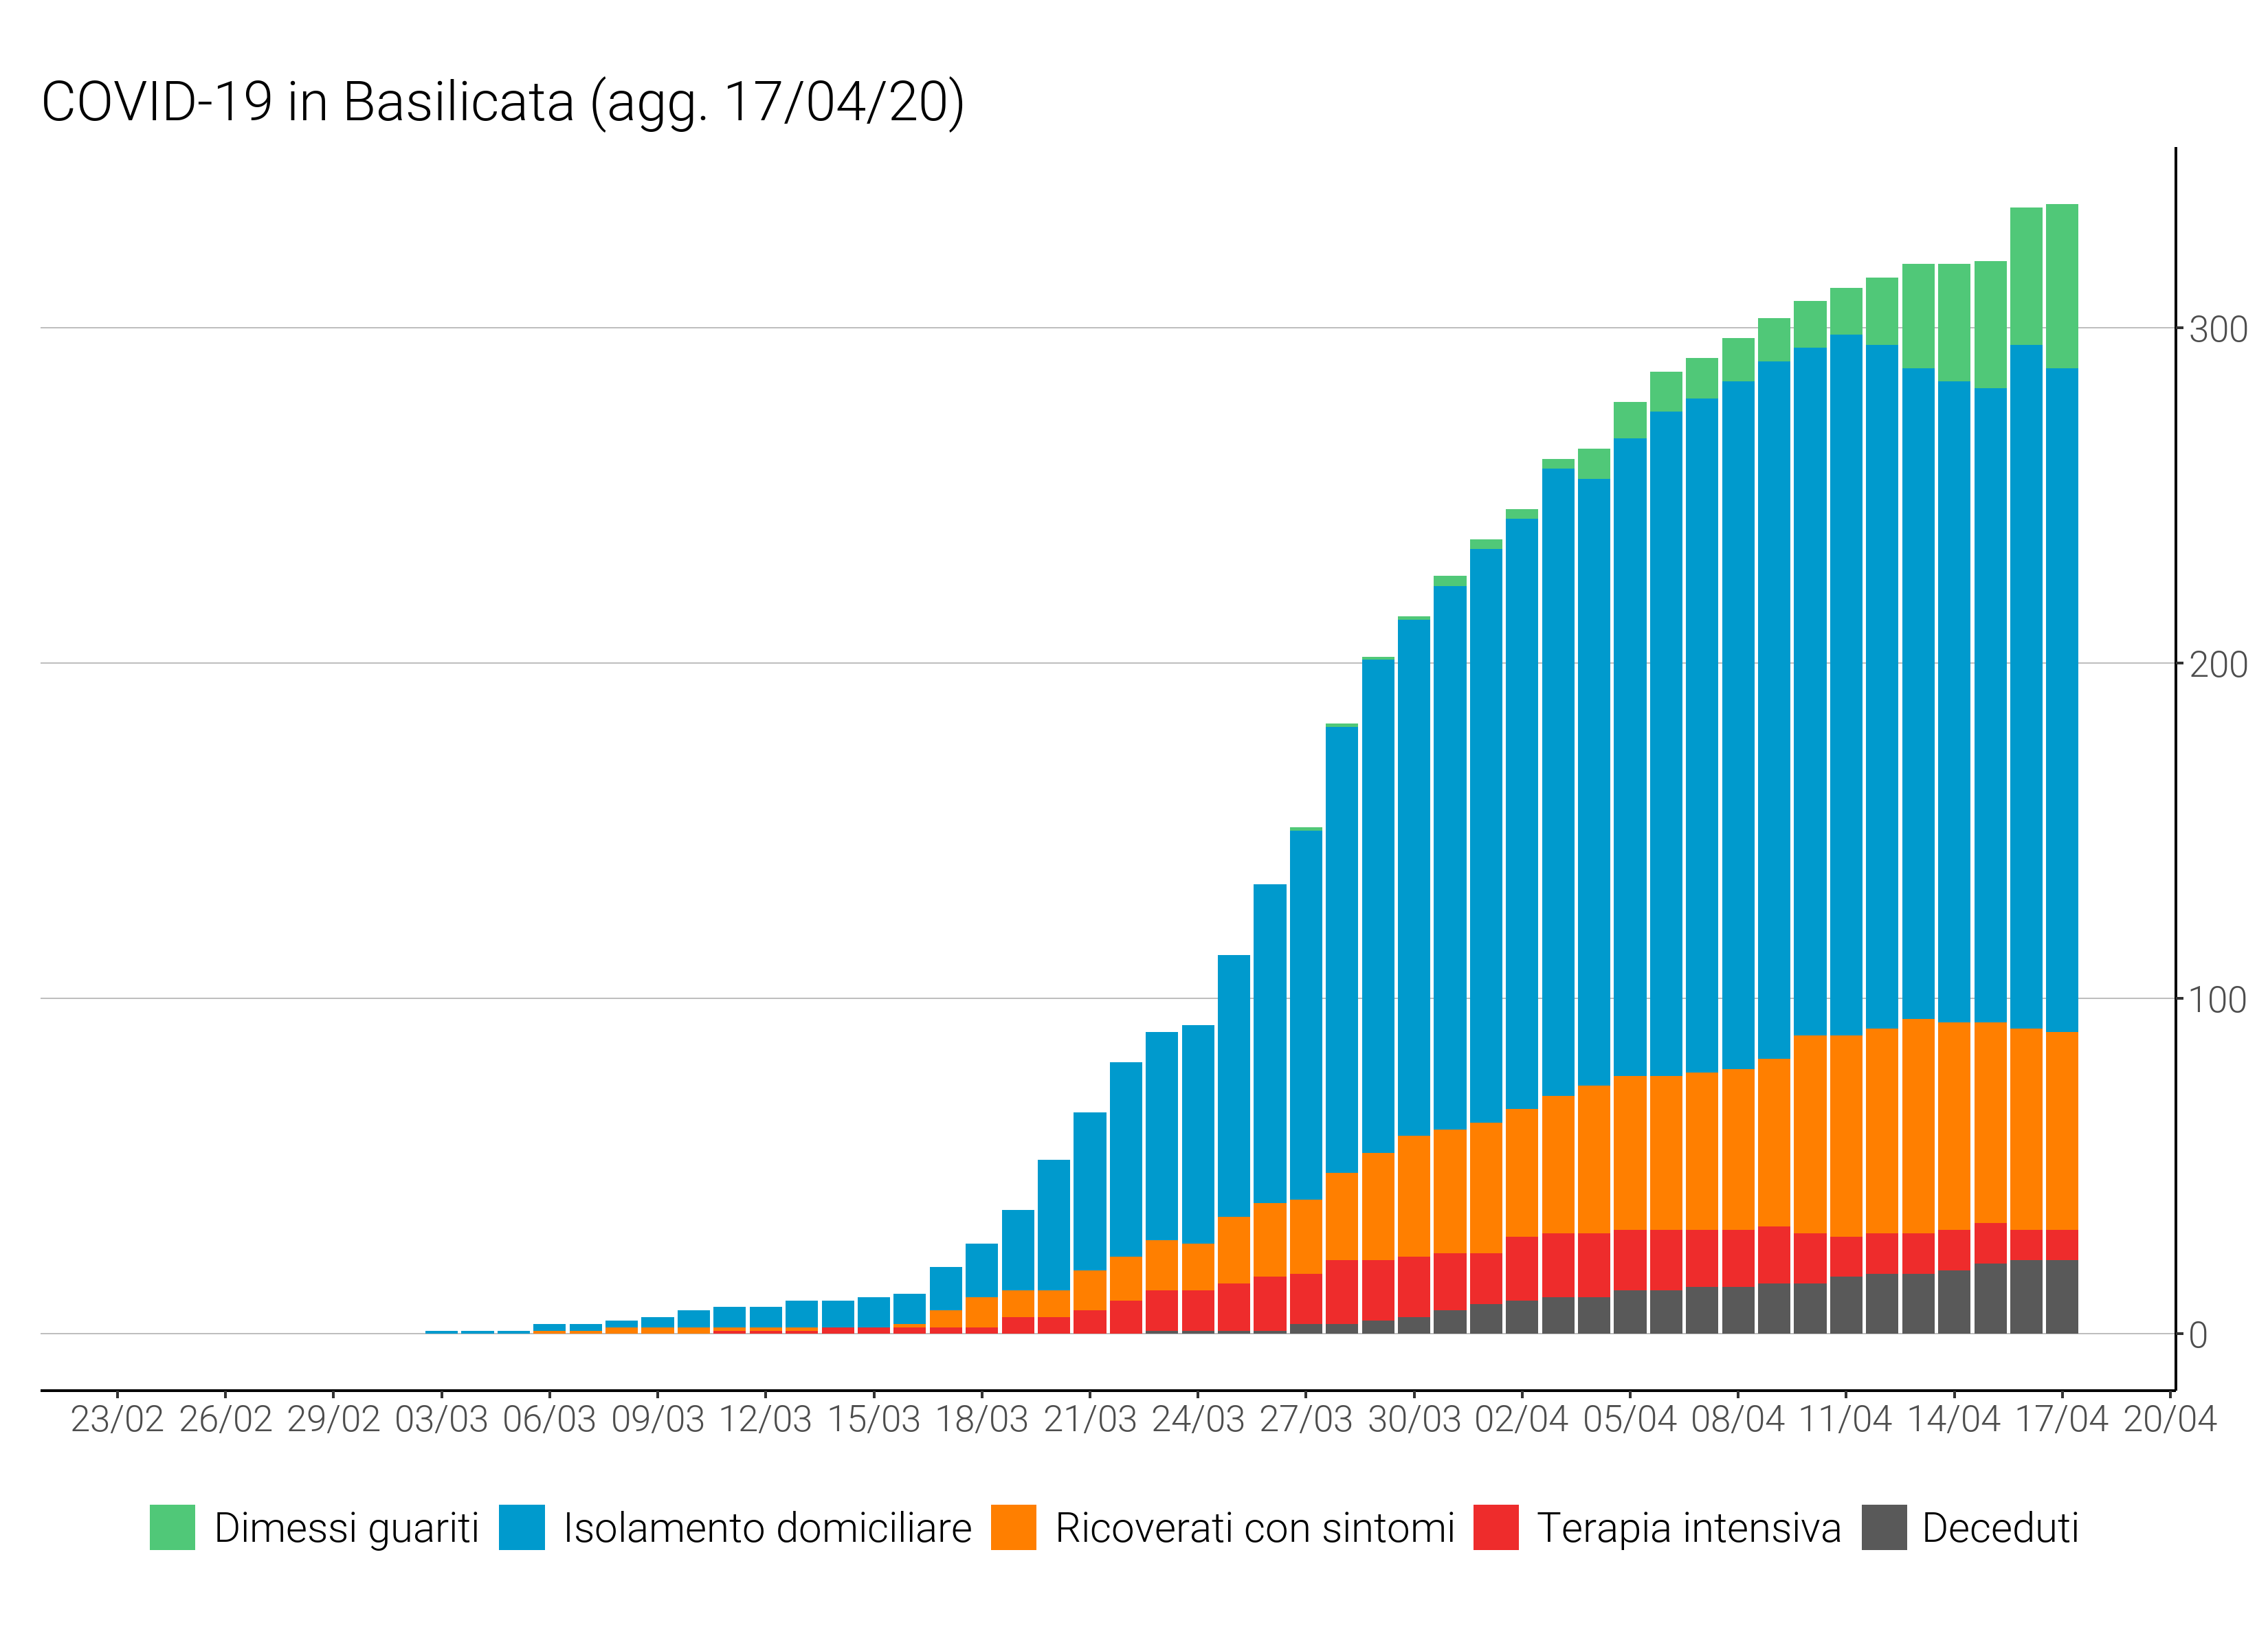 COVID-19 in Basilicata (agg. 17/04/20)
300
200
100
0
23/02 26/02 29/02 03/03 06/03 09/03 12/03 15/03 18/03 21/03 24/03 27/03 30/03 02/04 05/04 08/04 11/04 14/04 17/04 20/04
Dimessi guariti Isolamento domiciliare Ricoverati con sintomi Terapia intensiva Deceduti